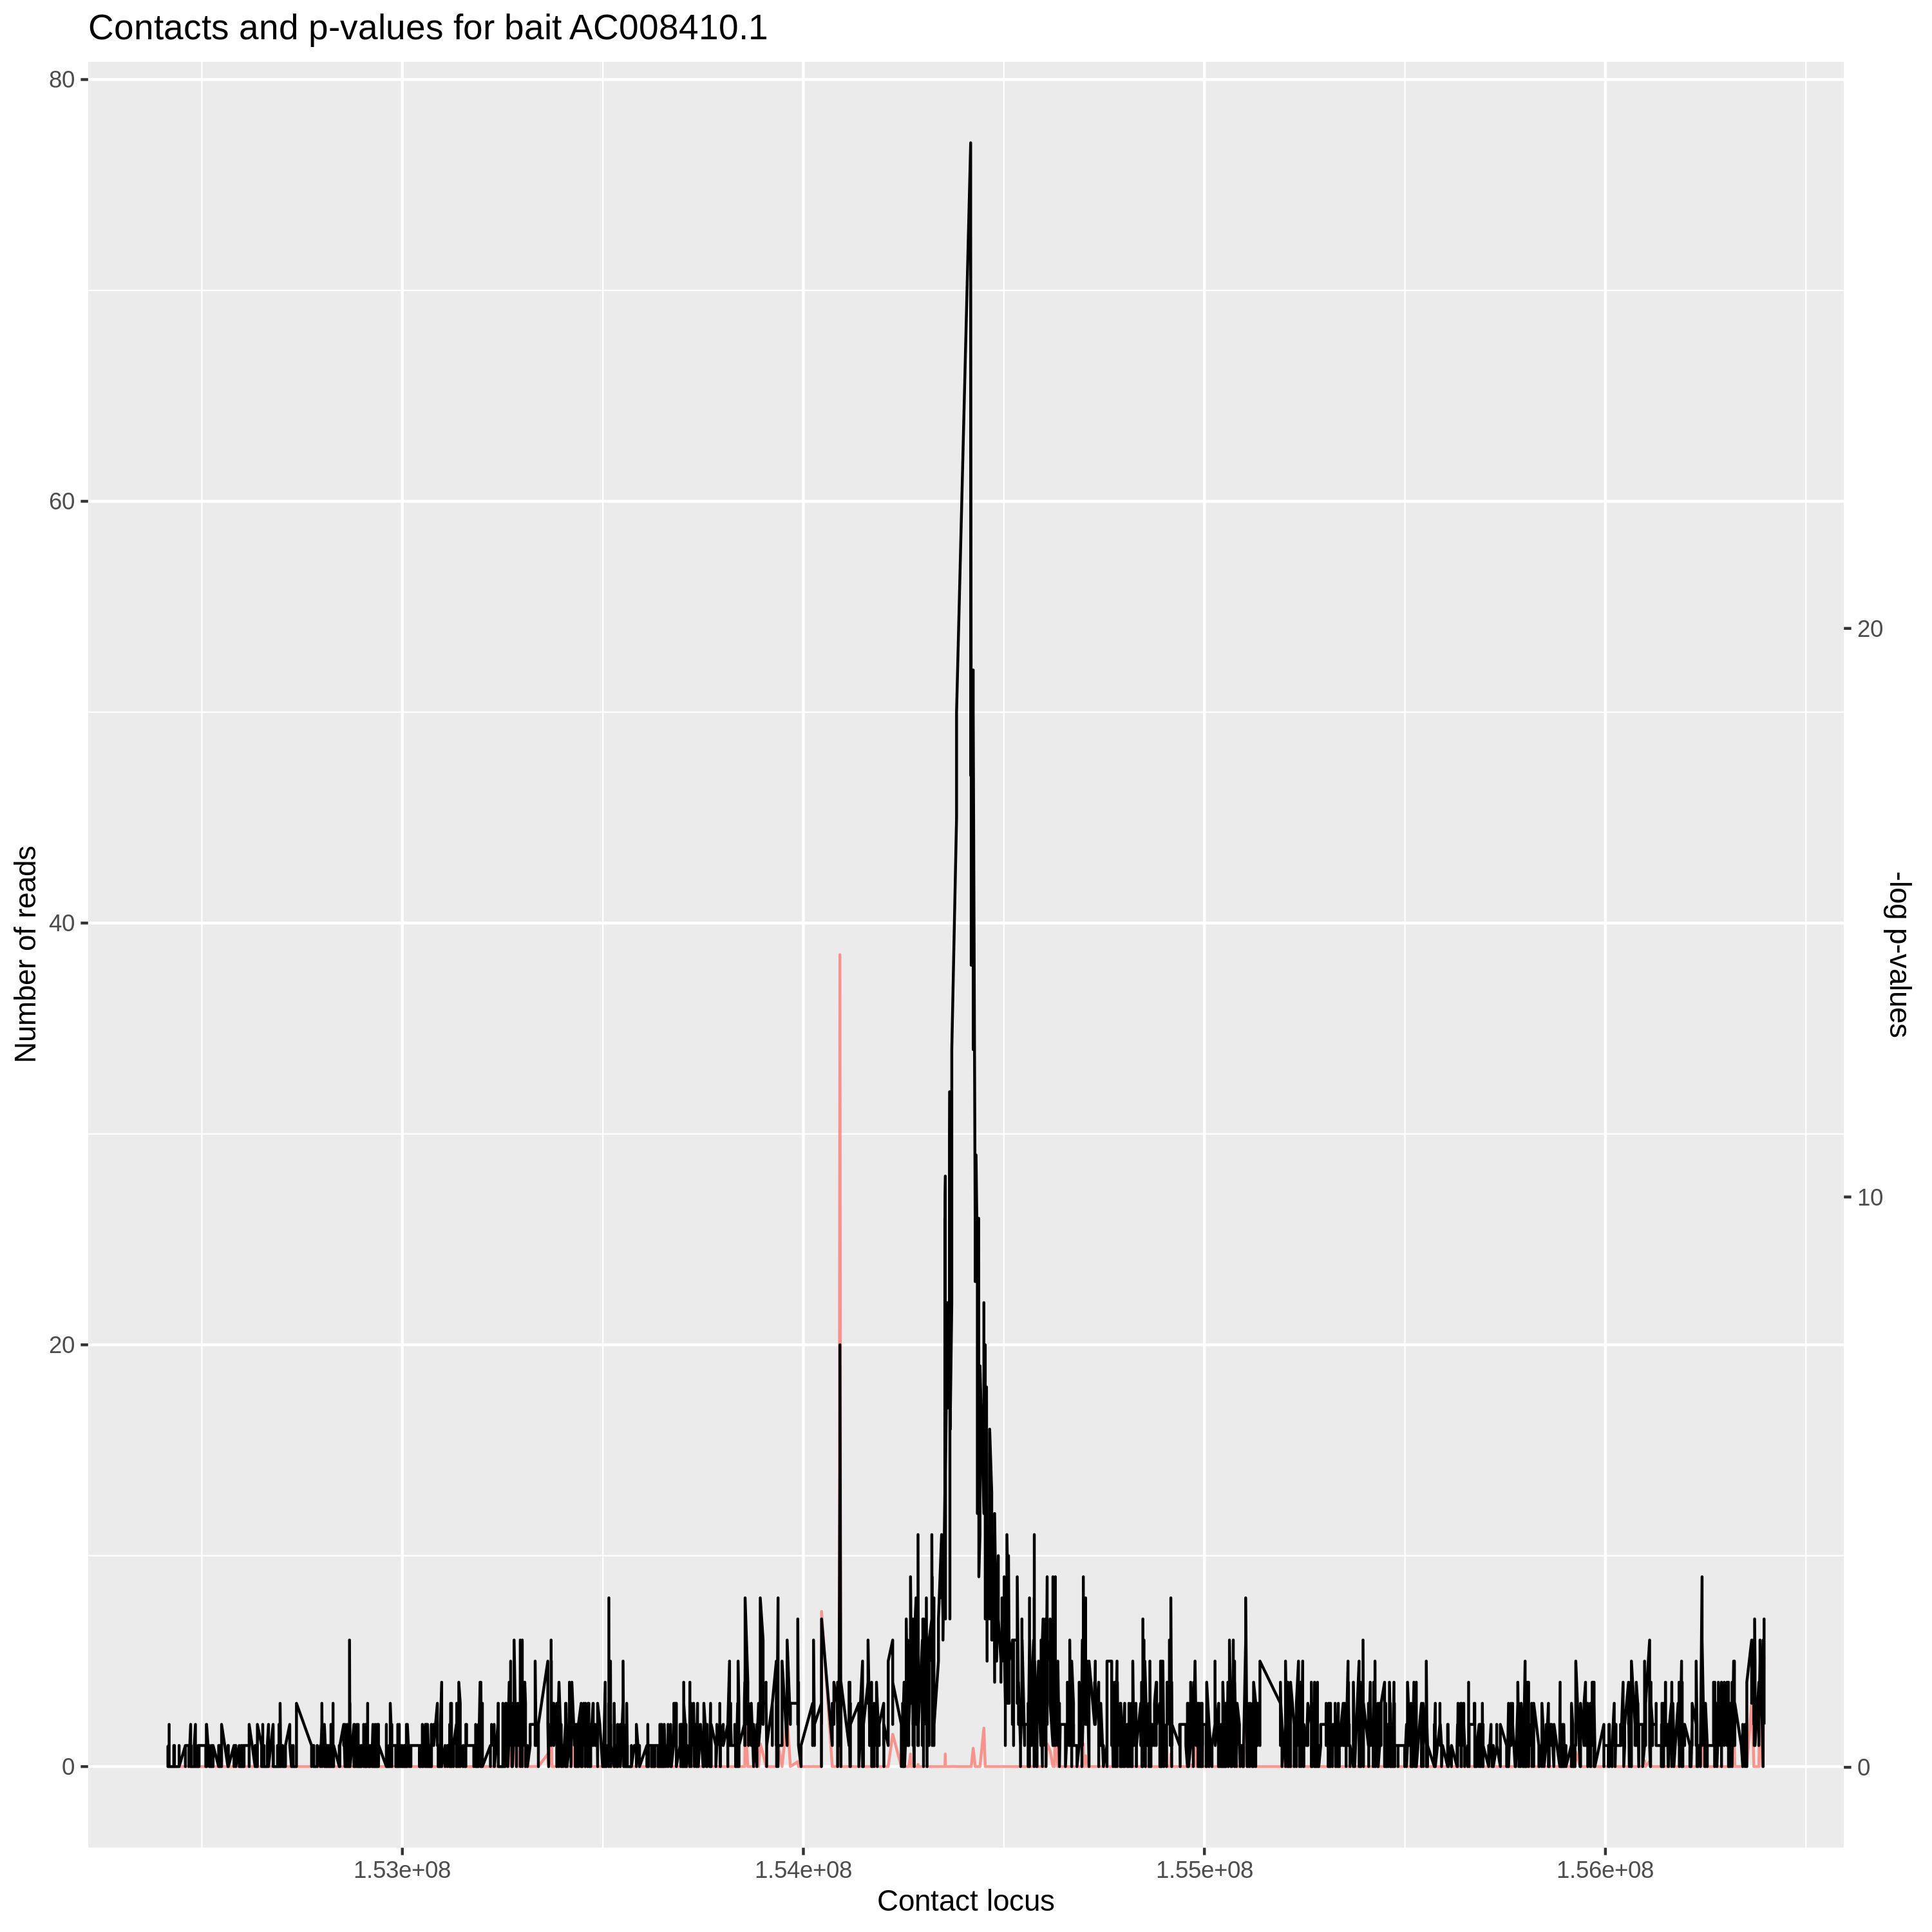 Contacts and p-values for bait AC008410.1
80
60
40
20
0
Number of reads
20
10
0
-log p-values
1.53e+08 1.54e+08 1.55e+08 1.56e+08
Contact locus